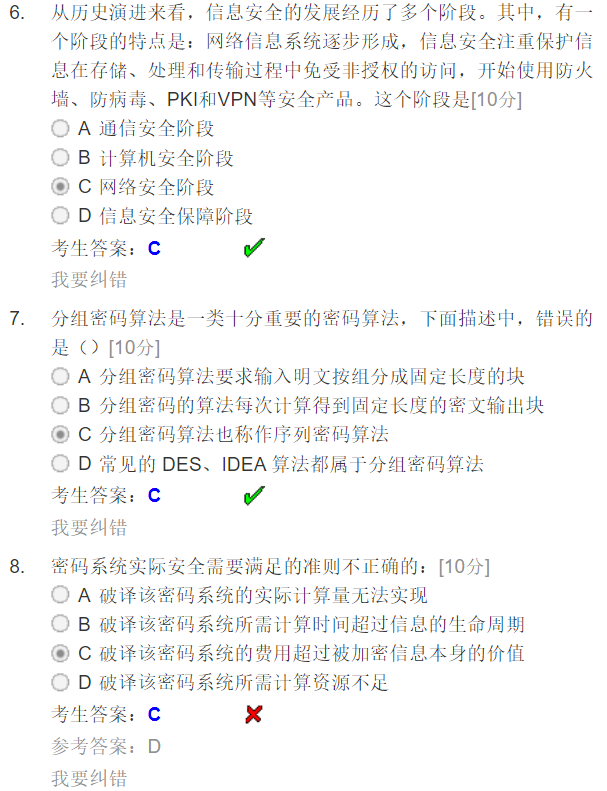 6. 从历史演进来看，信息安全的发展经历了多个阶段。其中，有一
个阶段的特点是：网络信息系统逐步形成，信息安全注重保护信
息在存储、处理和传输过程中免受非授权的访问，开始使用防火
墙、防病毒、PKI和VPN等安全产品。这个阶段是[10分]
A 通信安全阶段
B 计算机安全阶段
C 网络安全阶段
D 信息安全保障阶段
考生答案：C
我要纠错
7. 分组密码算法是一类十分重要的密码算法，下面描述中，错误的
是（）[10分]
A 分组密码算法要求输入明文按组分成固定长度的块
B 分组密码的算法每次计算得到固定长度的密文输出块
C 分组密码算法也称作序列密码算法
D 常见的 DES、IDEA 算法都属于分组密码算法
考生答案：C
我要纠错
8. 密码系统实际安全需要满足的准则不正确的：[10分]
A 破译该密码系统的实际计算量无法实现
B 破译该密码系统所需计算时间超过信息的生命周期
C 破译该密码系统的费用超过被加密信息本身的价值
D 破译该密码系统所需计算资源不足
考生答案：C
参考答案：D
我要纠错